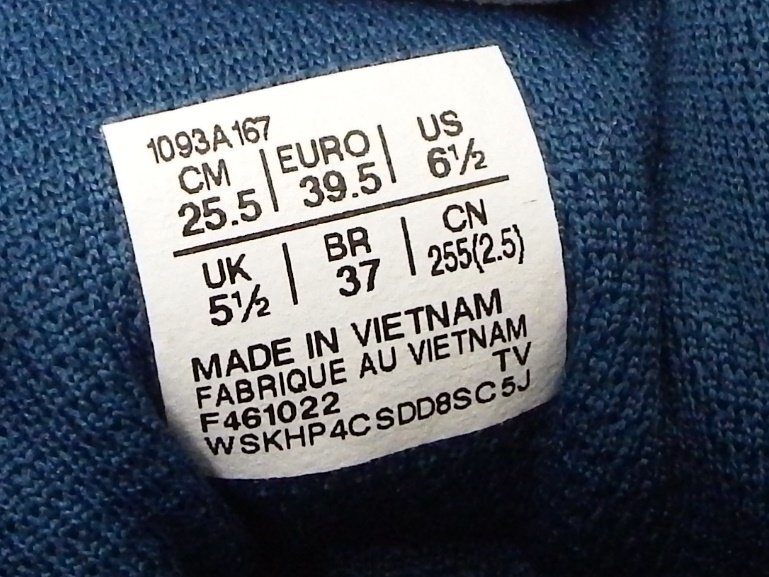 1093A167
CM | EURO | US
25.5 | 39.5 | 6½
UK | BR | CN
5½ | 37 | 255(2.5)
MADE IN VIETNAM
FABRIQUE AU VIETNAM
F461022 TV
WSKHP4CSDD8SC5J